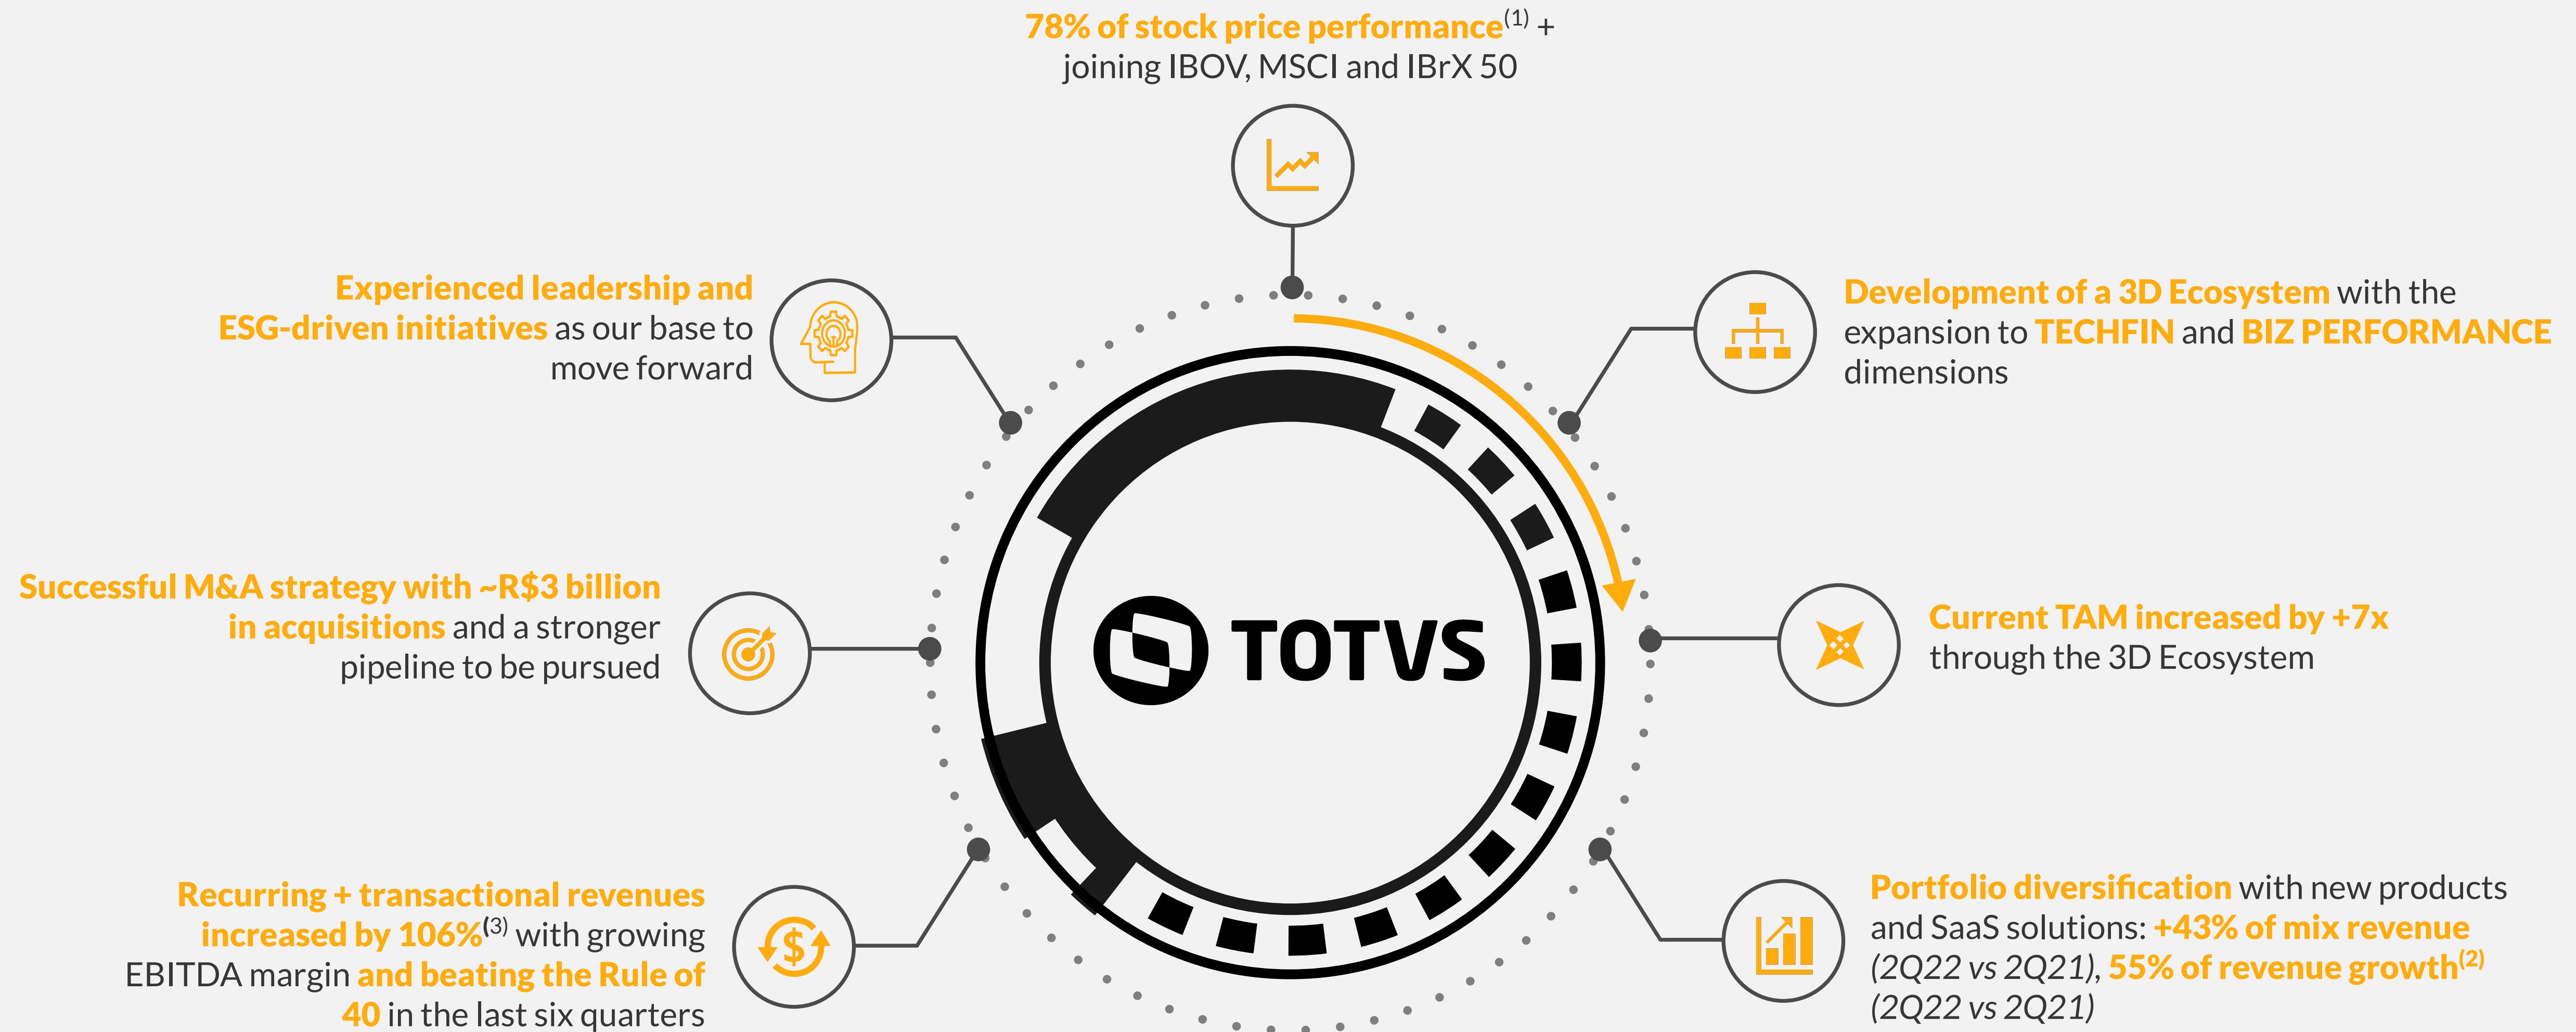 78% of stock price performance(1) +
joining IBOV, MSCI and IBrX 50
Experienced leadership and
ESG-driven initiatives as our base to
move forward
Development of a 3D Ecosystem with the
expansion to TECHFIN and BIZ PERFORMANCE
dimensions
Successful M&A strategy with ~R$3 billion
in acquisitions and a stronger
pipeline to be pursued
TOTVS
Current TAM increased by +7x
through the 3D Ecosystem
Recurring + transactional revenues
increased by 106%(3) with growing
EBITDA margin and beating the Rule of
40 in the last six quarters
$
Portfolio diversification with new products
and SaaS solutions: +43% of mix revenue
(2Q22 vs 2Q21), 55% of revenue growth(2)
(2Q22 vs 2Q21)